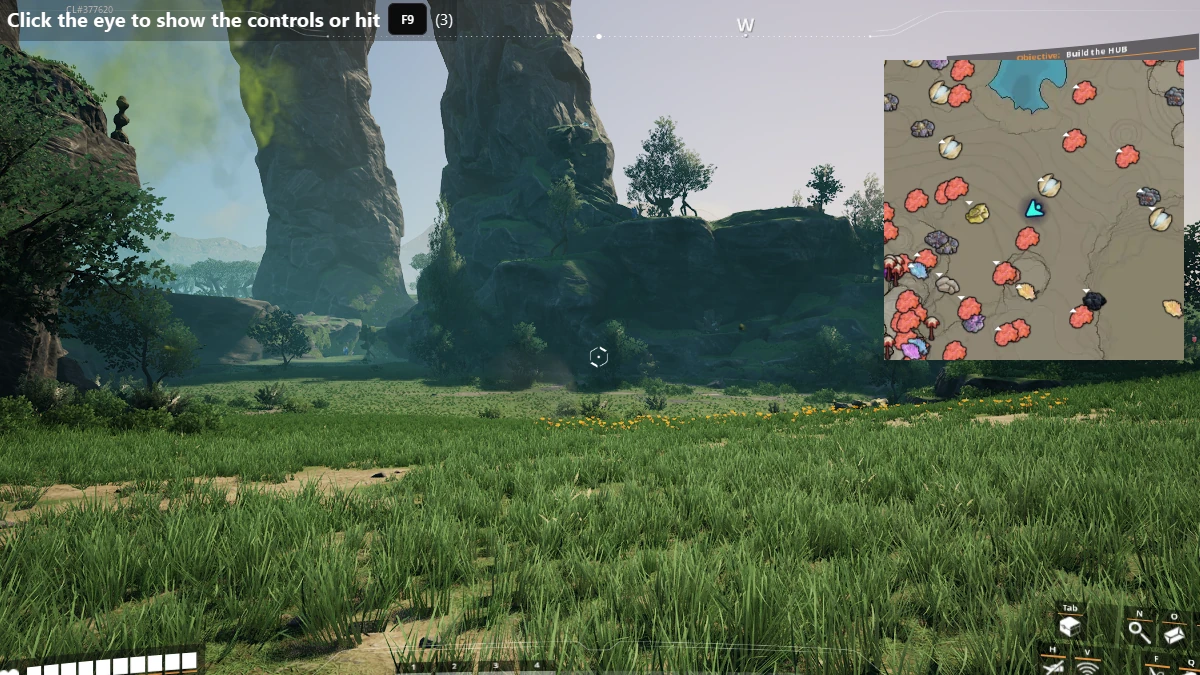 CL#377620
Click the eye to show the controls or hit F9 (3)
W
Objective: Build the HUB
Tab
N
O
H
V
F
Q
1 2 3 4